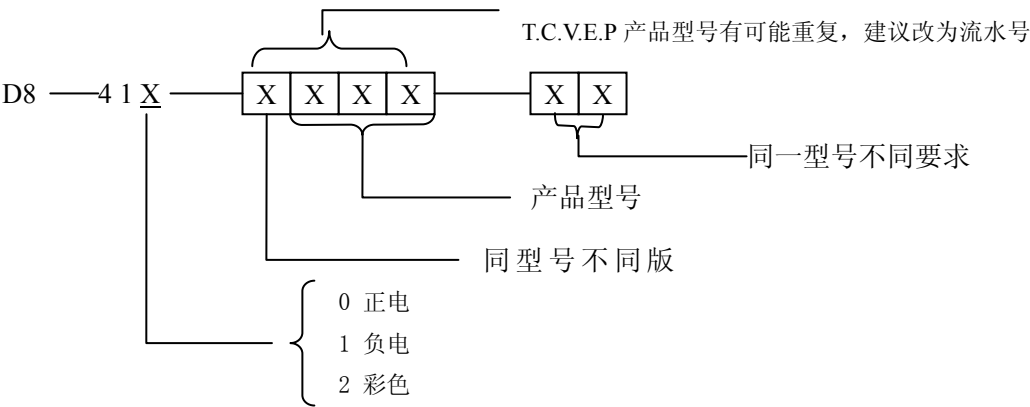 T.C.V.E.P 产品型号有可能重复，建议改为流水号
D8 41X X X X X X X
同一型号不同要求
产品型号
同型号不同版
0 正电
1 负电
2 彩色